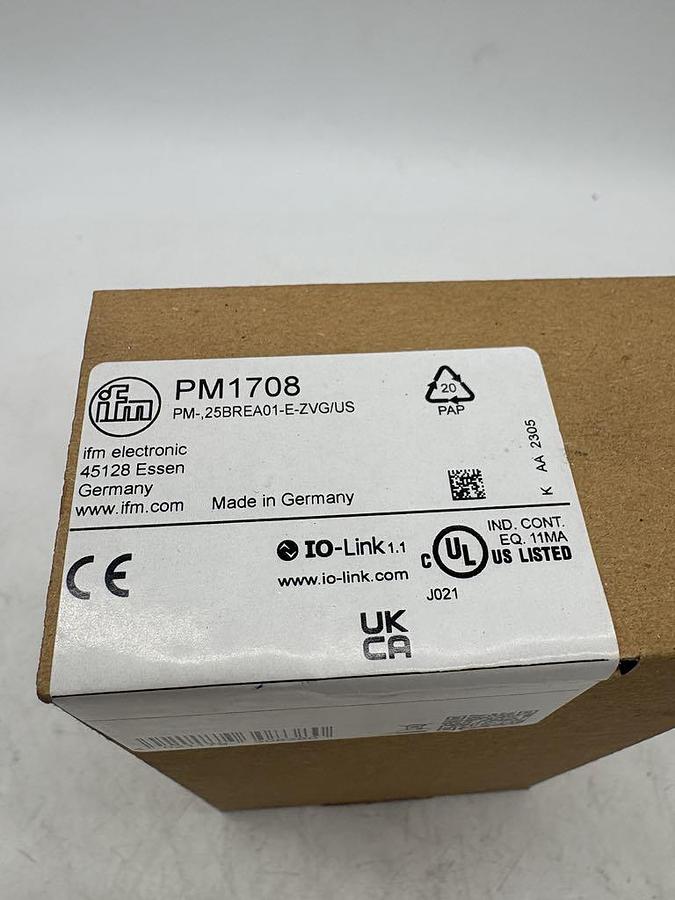 ifm
PM1708
PM-,25BREA01-E-ZVG/US
20
PAP
ifm electronic
45128 Essen
Germany
www.ifm.com
Made in Germany
K AA 2305
IO-Link 1.1
www.io-link.com
C UL US LISTED
IND. CONT.
EQ. 11MA
J021
CE
UK
CA